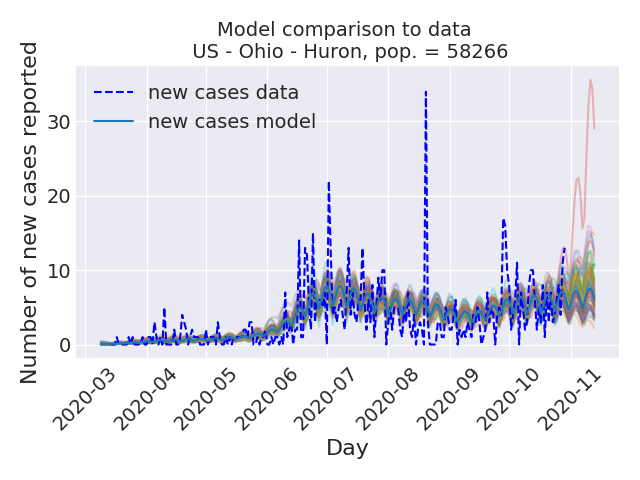 Model comparison to data
US - Ohio - Huron, pop. = 58266
new cases data
new cases model
Number of new cases reported
30
20
10
0
2020-03
2020-04
2020-05
2020-06
2020-07
2020-08
2020-09
2020-10
2020-11
Day